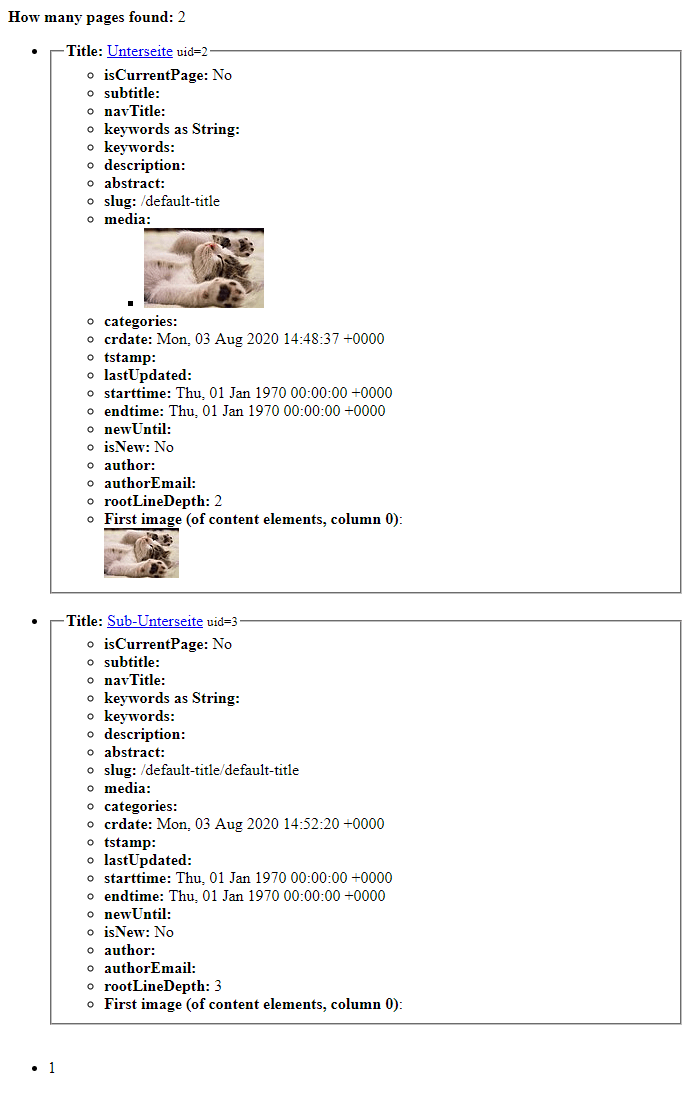 How many pages found: 2
Title: Unterseite uid=2
isCurrentPage: No
subtitle:
navTitle:
keywords as String:
keywords:
description:
abstract:
slug: /default-title
media:
categories:
crdate: Mon, 03 Aug 2020 14:48:37 +0000
tstamp:
lastUpdated:
starttime: Thu, 01 Jan 1970 00:00:00 +0000
endtime: Thu, 01 Jan 1970 00:00:00 +0000
newUntil:
isNew: No
author:
authorEmail:
rootLineDepth: 2
First image (of content elements, column 0):
Title: Sub-Unterseite uid=3
isCurrentPage: No
subtitle:
navTitle:
keywords as String:
keywords:
description:
abstract:
slug: /default-title/default-title
media:
categories:
crdate: Mon, 03 Aug 2020 14:52:20 +0000
tstamp:
lastUpdated:
starttime: Thu, 01 Jan 1970 00:00:00 +0000
endtime: Thu, 01 Jan 1970 00:00:00 +0000
newUntil:
isNew: No
author:
authorEmail:
rootLineDepth: 3
First image (of content elements, column 0):
1